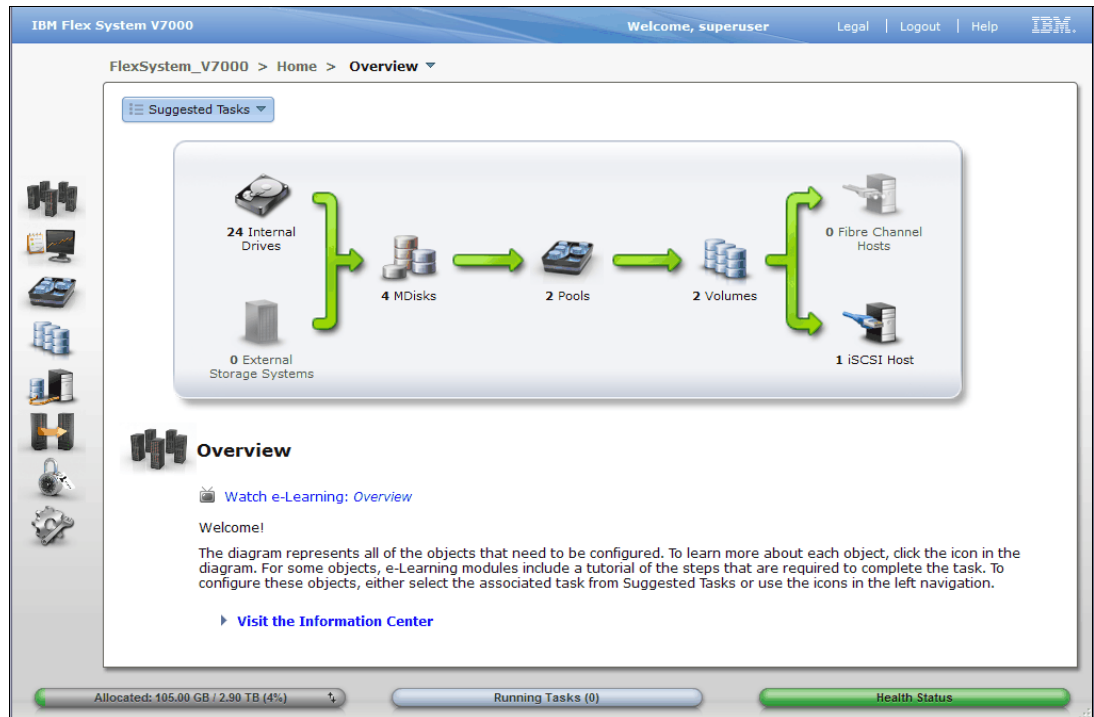 IBM Flex System V7000
Welcome, superuser
Legal | Logout | Help
IBM.
FlexSystem_V7000 > Home > Overview
Suggested Tasks
24 Internal
Drives
0 External
Storage Systems
4 MDisks
2 Pools
2 Volumes
0 Fibre Channel
Hosts
1 iSCSI Host
Overview
Watch e-Learning: Overview
Welcome!
The diagram represents all of the objects that need to be configured. To learn more about each object, click the icon in the
diagram. For some objects, e-Learning modules include a tutorial of the steps that are required to complete the task. To
configure these objects, either select the associated task from Suggested Tasks or use the icons in the left navigation.
Visit the Information Center
Allocated: 105.00 GB / 2.90 TB (4%)
Running Tasks (0)
Health Status